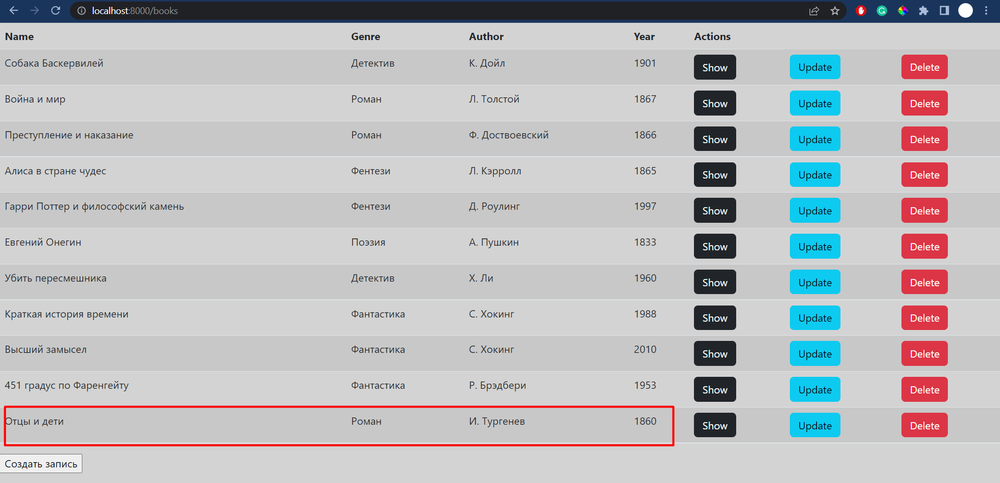 localhost:8000/books
Name Genre Author Year Actions
Собака Баскервилей Детектив К. Дойл 1901 Show Update Delete
Война и мир Роман Л. Толстой 1867 Show Update Delete
Преступление и наказание Роман Ф. Доствоевский 1866 Show Update Delete
Алиса в стране чудес Фентези Л. Кэрролл 1865 Show Update Delete
Гарри Поттер и философский камень Фентези Д. Роулинг 1997 Show Update Delete
Евгений Онегин Поэзия А. Пушкин 1833 Show Update Delete
Убить пересмешника Детектив Х. Ли 1960 Show Update Delete
Краткая история времени Фантастика С. Хокинг 1988 Show Update Delete
Высший замысел Фантастика С. Хокинг 2010 Show Update Delete
451 градус по Фаренгейту Фантастика Р. Брэдбери 1953 Show Update Delete
Отцы и дети Роман И. Тургенев 1860 Show Update Delete
Создать запись